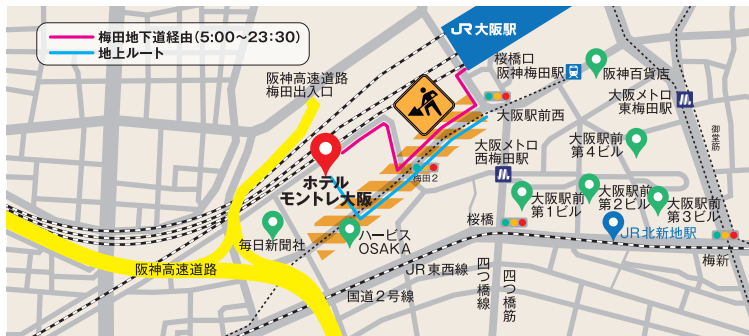 梅田地下道経由(5:00～23:30)
地上ルート
JR大阪駅
阪神高速道路
梅田出入口
桜橋口
阪神梅田駅
阪神百貨店
大阪メトロ
東梅田駅
大阪駅前西
御堂筋
大阪メトロ
西梅田駅
大阪駅前
第4ビル
梅田2
ホテル
モントレ大阪
大阪駅前
第1ビル
大阪駅前
第2ビル
大阪駅前
第3ビル
毎日新聞社
ハービス
OSAKA
桜橋
JR北新地駅
梅新
阪神高速道路
JR東西線
国道2号線
四つ橋線
四つ橋筋